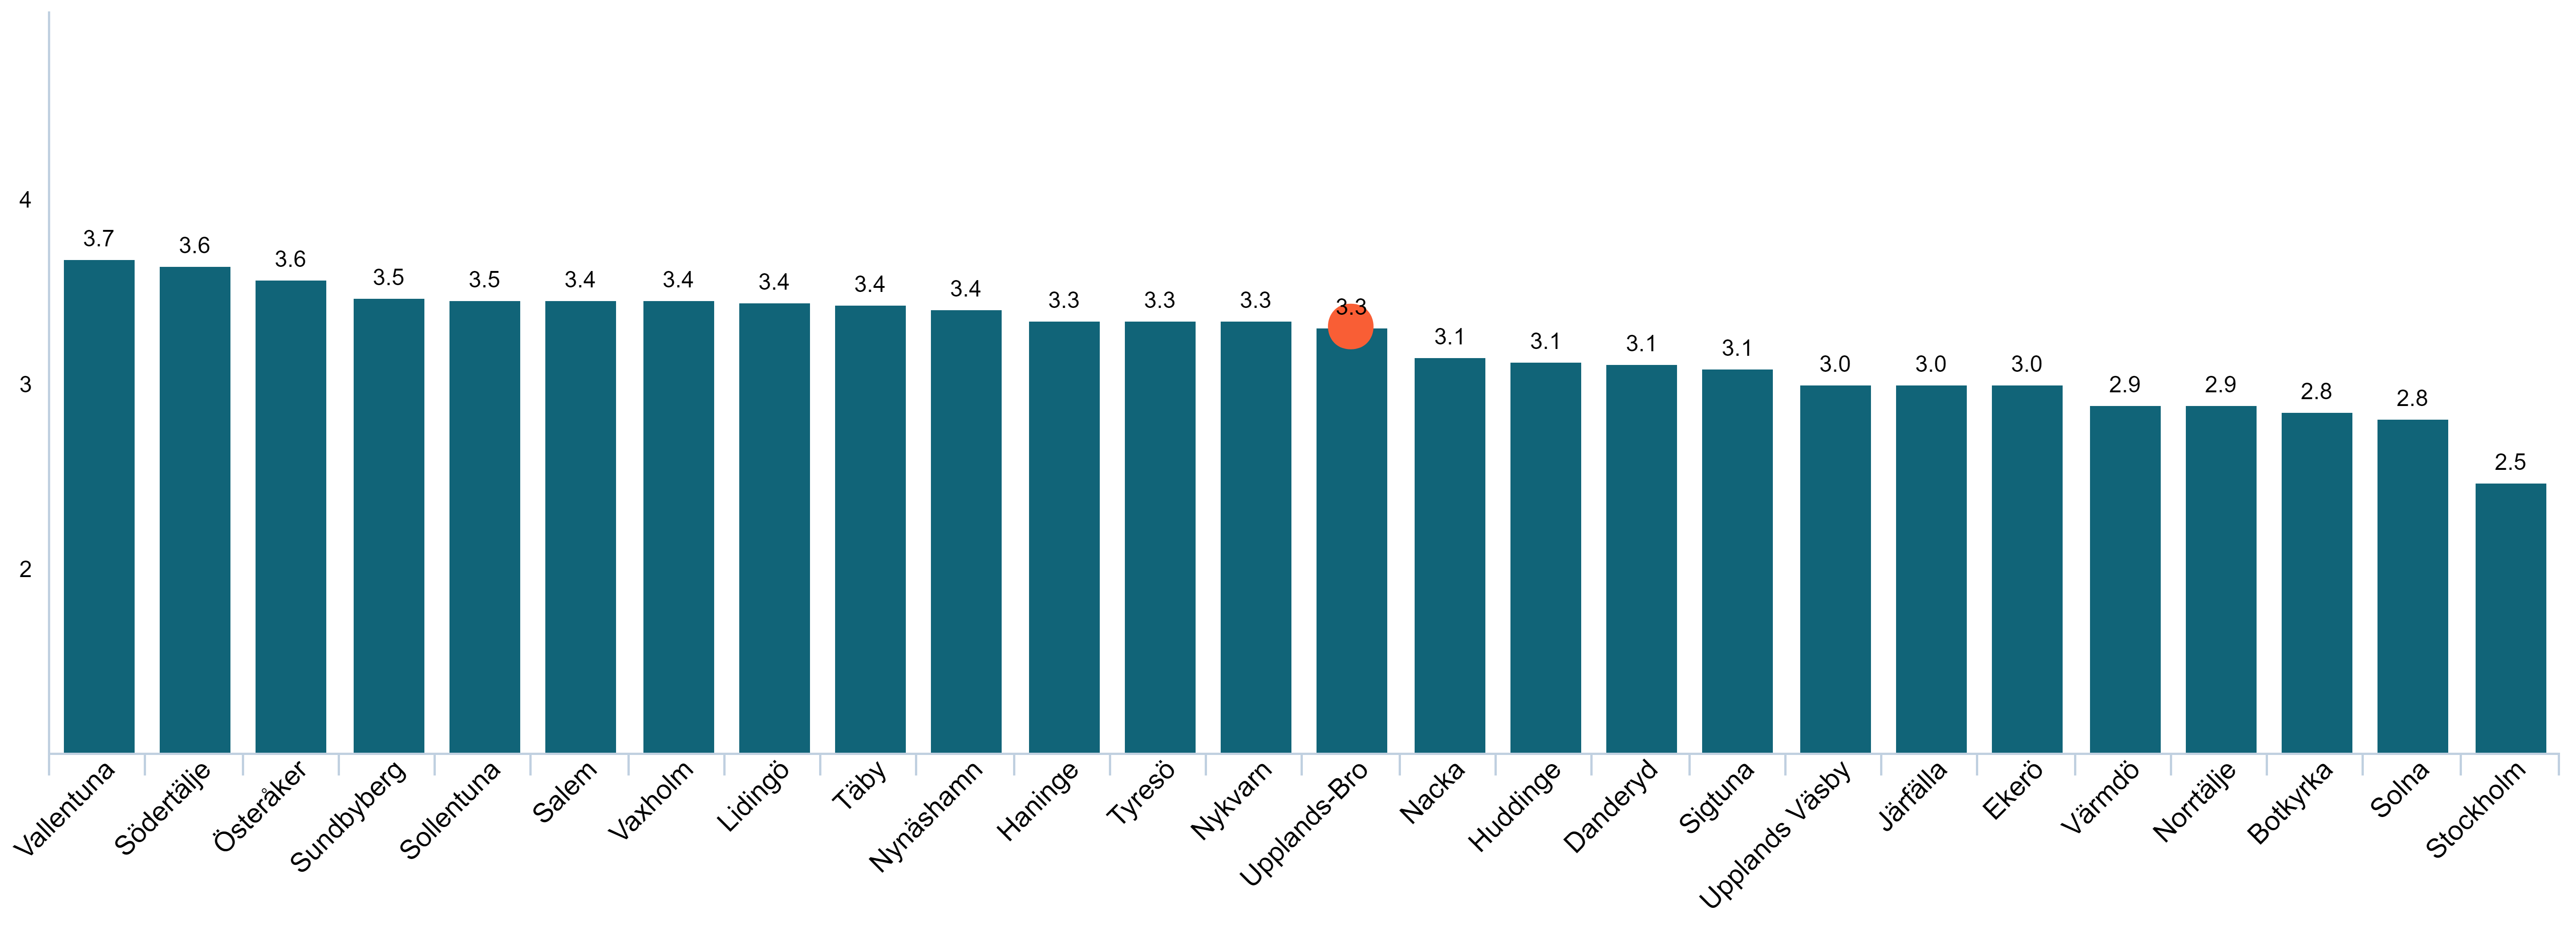 4
3
2
3.7
3.6
3.6
3.5
3.5
3.4
3.4
3.4
3.4
3.4
3.3
3.3
3.3
3.3
3.1
3.1
3.1
3.1
3.0
3.0
3.0
2.9
2.9
2.8
2.8
2.5
Vallentuna
Södertälje
Österåker
Sundbyberg
Sollentuna
Salem
Vaxholm
Lidingö
Täby
Nynäshamn
Haninge
Tyresö
Nykvarn
Upplands-Bro
Nacka
Huddinge
Danderyd
Sigtuna
Upplands Väsby
Järfälla
Ekerö
Värmdö
Norrtälje
Botkyrka
Solna
Stockholm